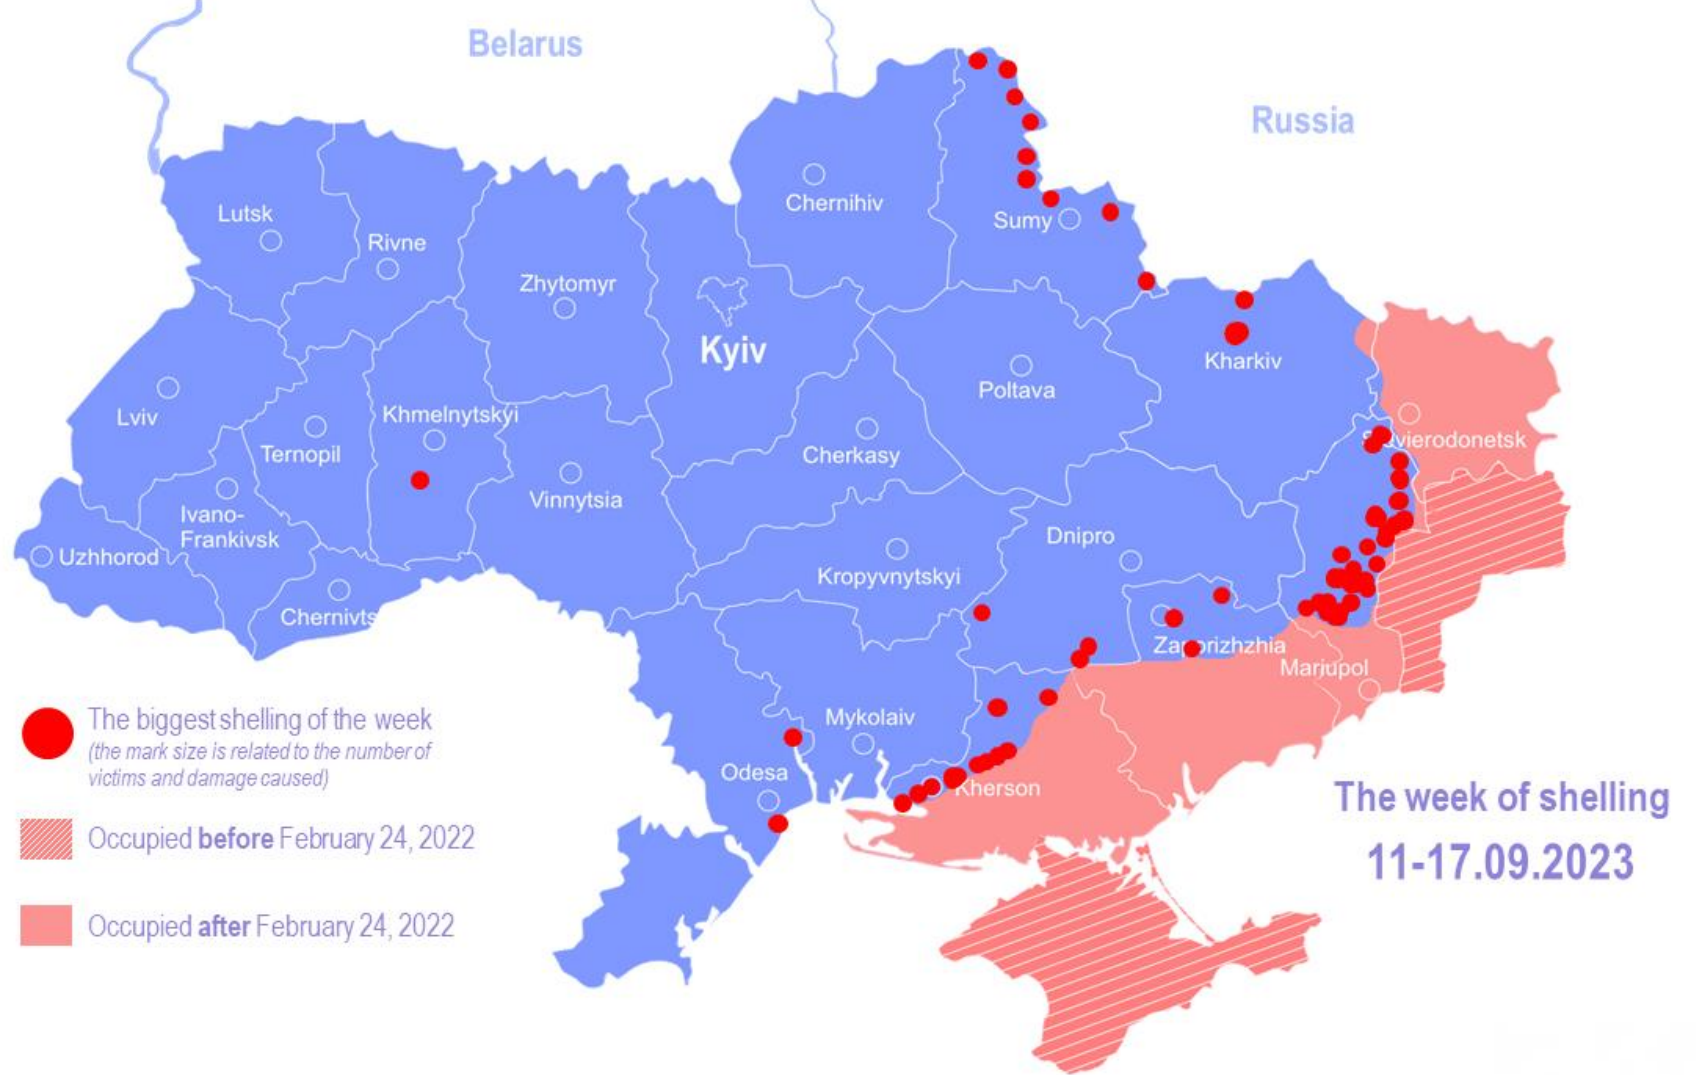 Belarus
Russia
Chernihiv
Lutsk
Sumy
Rivne
Zhytomyr
Kyiv
Kharkiv
Poltava
Lviv
Khmelnytskyi
Ternopil
Cherkasy
Vinnytsia
Ivano-
Frankivsk
Dnipro
Uzhhorod
Kropyvnytskyi
Chernivts
Zaporizhzhia
Mariupol
Mykolaiv
Odesa
Kherson
The biggest shelling of the week
(the mark size is related to the number of
victims and damage caused)
Occupied before February 24, 2022
Occupied after February 24, 2022
The week of shelling
11-17.09.2023